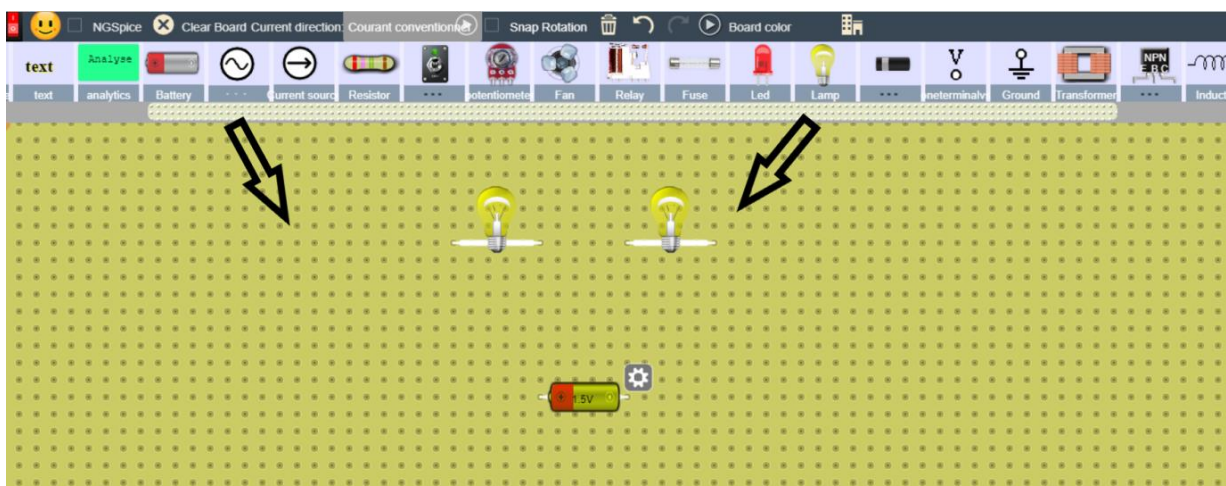 NGSpice Clear Board Current direction: Courant conventionnel Snap Rotation Board color
text Analyse NPN
E B C
text analytics Battery - - - Current sourc Resistor - - - potentiomete Fan Relay Fuse Led Lamp - - - oneterminalv Ground Transformer - - - Induct
V
+ 1.5V